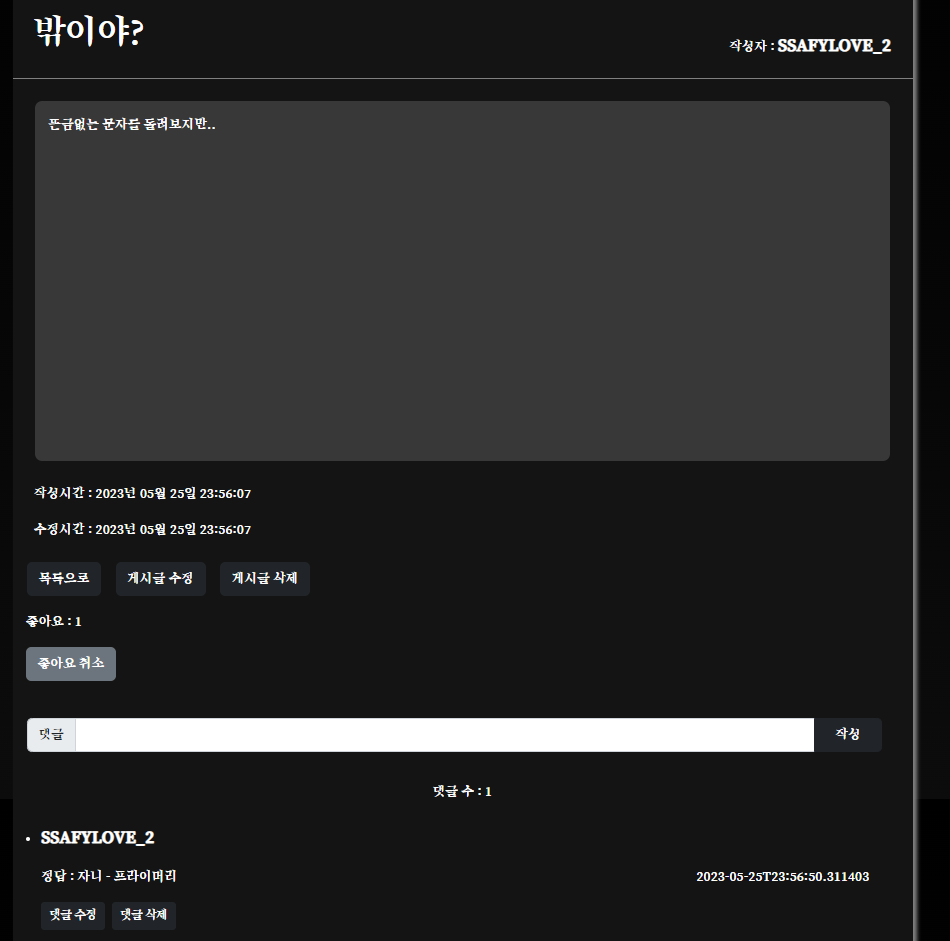 밖이야?
작성자 : SSAFYLOVE_2
뜬금없는 문자를 돌려보지만..
작성시간 : 2023년 05월 25일 23:56:07
수정시간 : 2023년 05월 25일 23:56:07
목록으로 게시글 수정 게시글 삭제
좋아요 : 1
좋아요 취소
댓글 작성
댓글 수 : 1
SSAFYLOVE_2
정답 : 자니 - 프라이머리 2023-05-25T23:56:50.311403
댓글 수정 댓글 삭제